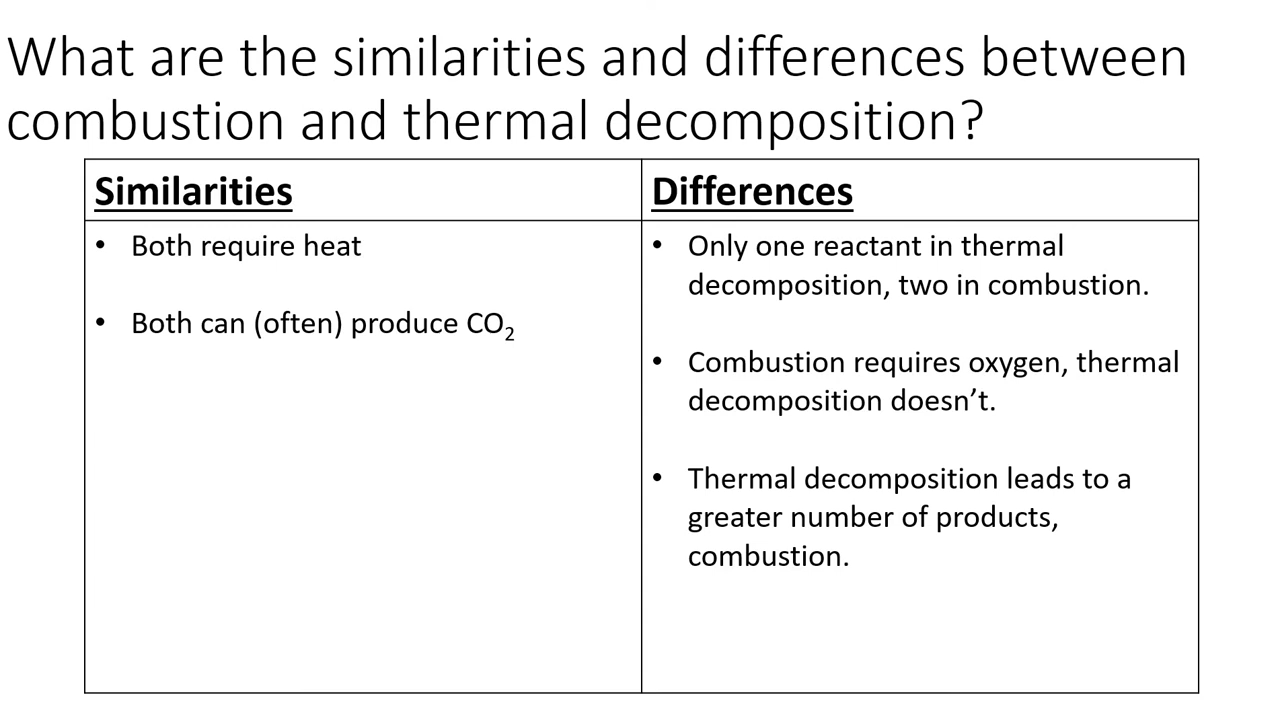 What are the similarities and differences between
combustion and thermal decomposition?
Similarities
Differences
• Both require heat
• Both can (often) produce CO₂
• Only one reactant in thermal
decomposition, two in combustion.
• Combustion requires oxygen, thermal
decomposition doesn’t.
• Thermal decomposition leads to a
greater number of products,
combustion.